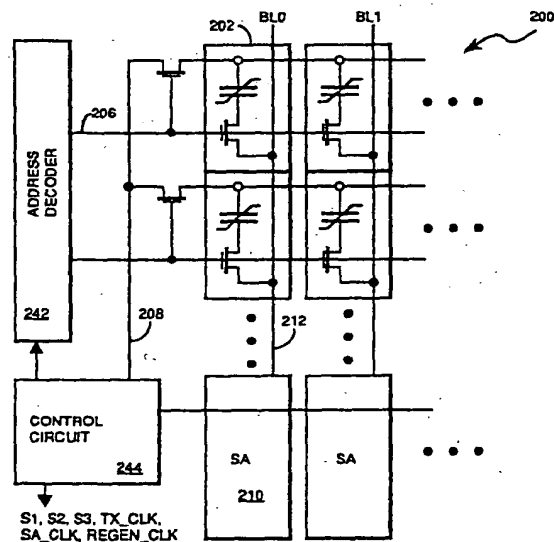 BL0
BL1
200
202
206
ADDRESS
DECODER
242
208
212
CONTROL
CIRCUIT
244
SA
210
SA
S1, S2, S3, TX_CLK,
SA_CLK, REGEN_CLK